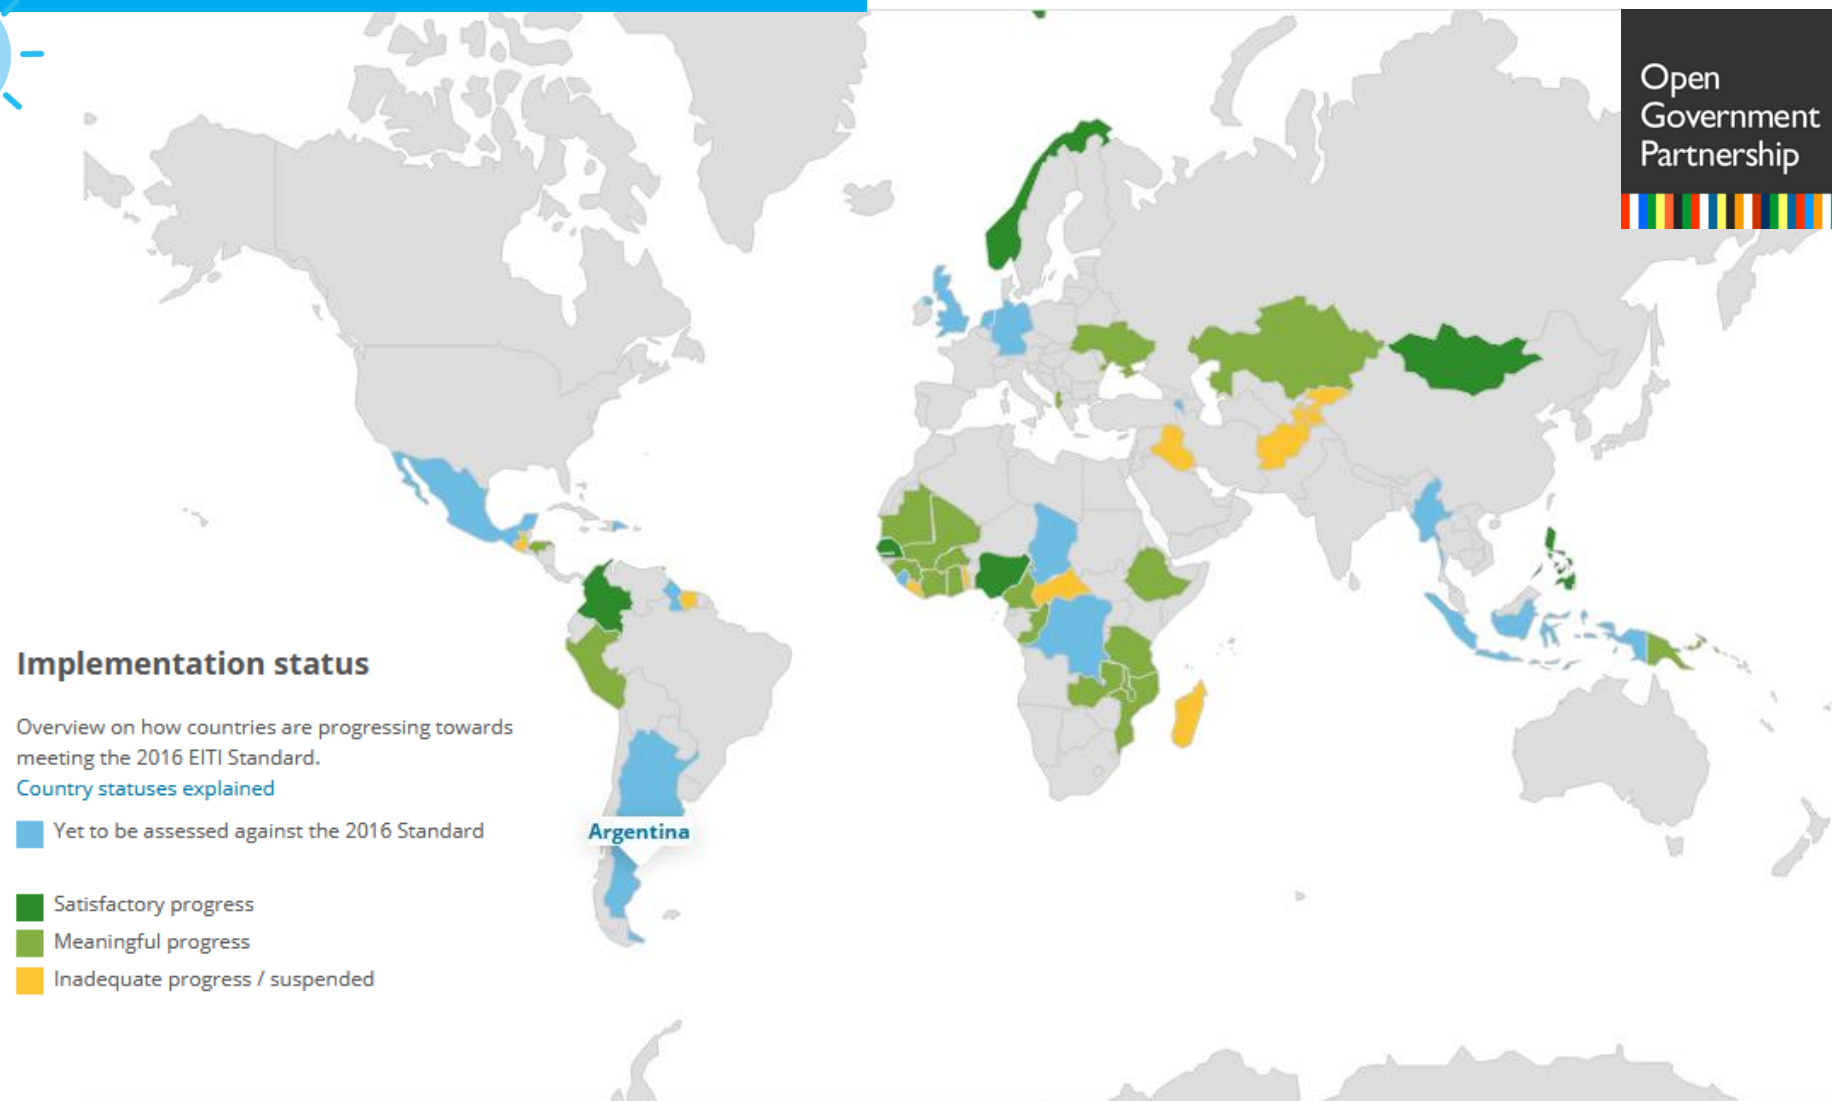 Open
Government
Partnership
Implementation status
Overview on how countries are progressing towards
meeting the 2016 EITI Standard.
Country statuses explained
Yet to be assessed against the 2016 Standard
Argentina
Satisfactory progress
Meaningful progress
Inadequate progress / suspended